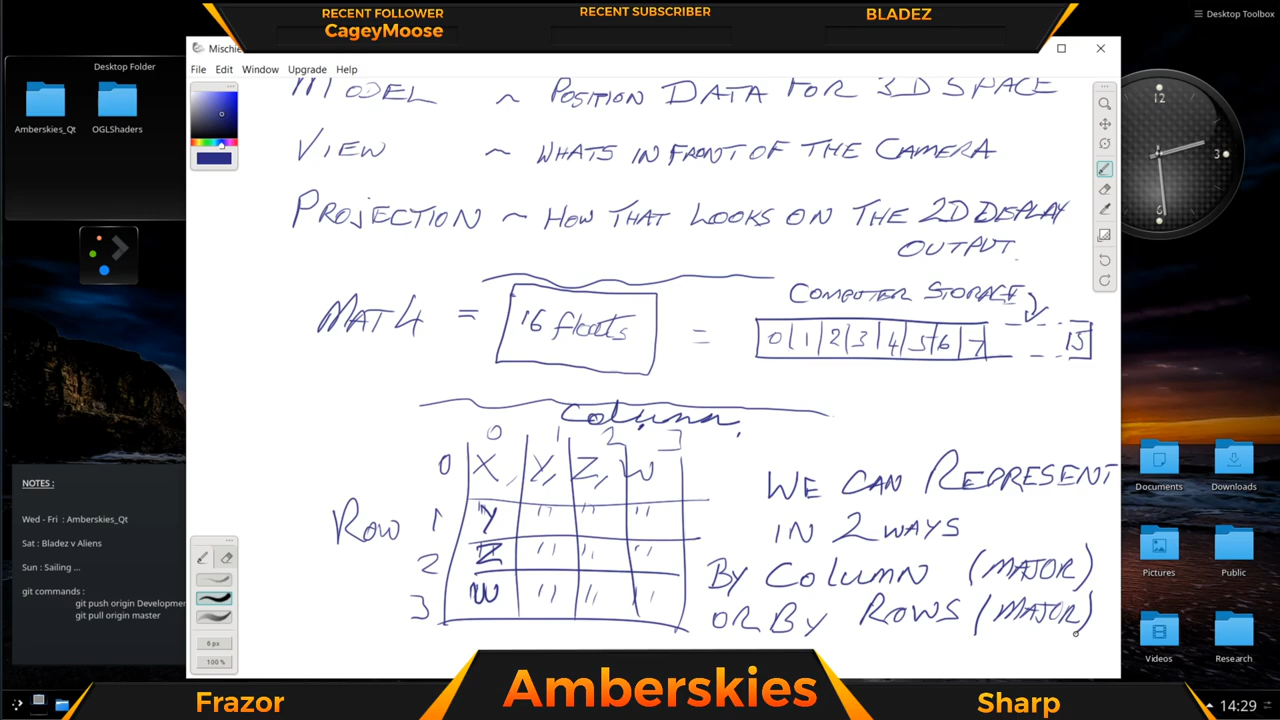 RECENT FOLLOWER
CageyMoose
RECENT SUBSCRIBER
BLADEZ
Desktop Toolbox
Desktop Folder
Amberskies_Qt
OGLShaders
Mischie
File Edit Window Upgrade Help
MODEL ~ POSITION DATA FOR 3D SPACE
VIEW ~ WHATS IN FRONT OF THE CAMERA
PROJECTION ~ HOW THAT LOOKS ON THE 2D DISPLAY
OUTPUT.
COMPUTER STORAGE
MAT4 = 16 floats = 0 1 2 3 4 5 6 7 15
Column
0 1 2 3
0 X, Y, Z, W
Row 1 Y " " "
2 Z " " "
3 W " " "
WE CAN REPRESENT
IN 2 WAYS
BY COLUMN (MAJOR)
OR BY ROWS (MAJOR)
6 px
100 %
12
3
6
NOTES :
Wed - Fri : Amberskies_Qt
Sat : Bladez v Aliens
Sun : Sailing ...
git commands :
git push origin Developmen
git pull origin master
Documents
Downloads
Pictures
Public
Videos
Research
14:29
Frazor
Amberskies
Sharp